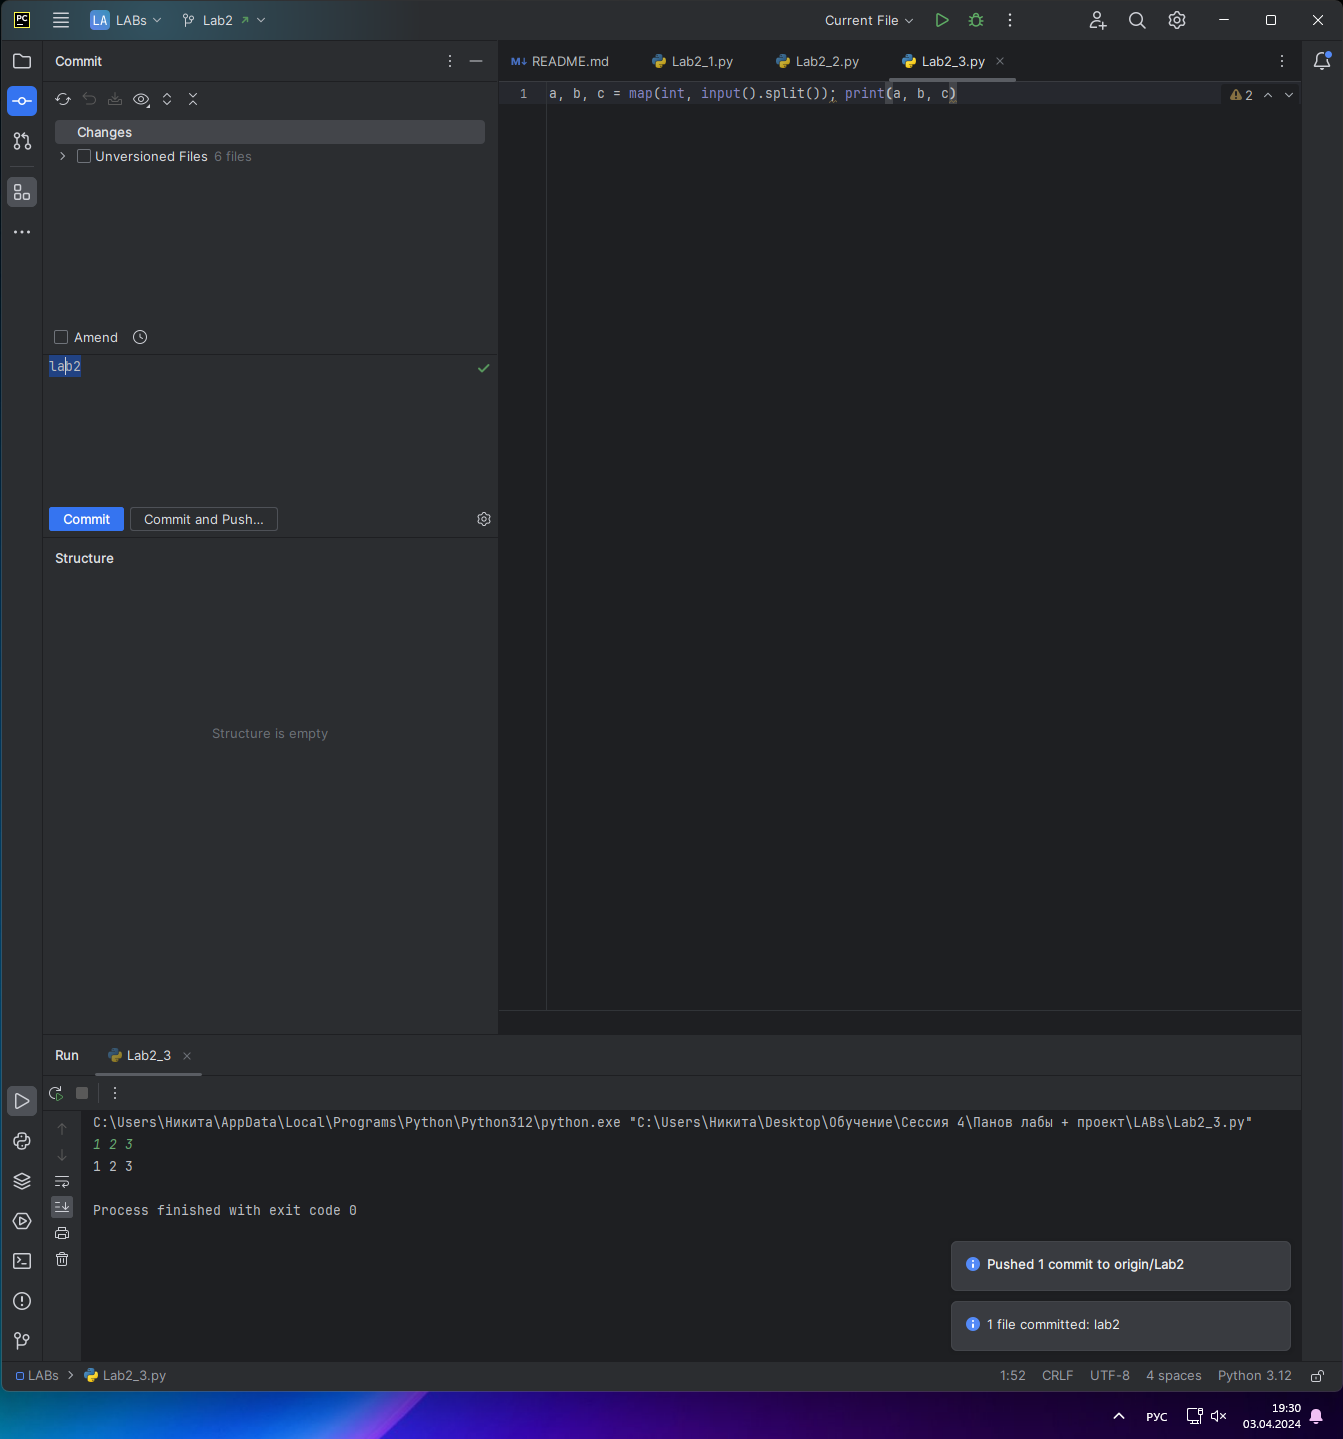 PC
LA LABs
Lab2
Current File
Commit
README.md
Lab2_1.py
Lab2_2.py
Lab2_3.py
Changes
Unversioned Files 6 files
Amend
lab2
Commit
Commit and Push...
Structure
Structure is empty
1 a, b, c = map(int, input().split()); print(a, b, c)
2
Run
Lab2_3
C:\Users\Никита\AppData\Local\Programs\Python\Python312\python.exe "C:\Users\Никита\Desktop\Обучение\Сессия 4\Панов лабы + проект\LABs\Lab2_3.py"
1 2 3
1 2 3
Process finished with exit code 0
Pushed 1 commit to origin/Lab2
1 file committed: lab2
LABs
Lab2_3.py
1:52
CRLF
UTF-8
4 spaces
Python 3.12
РУС
19:30
03.04.2024